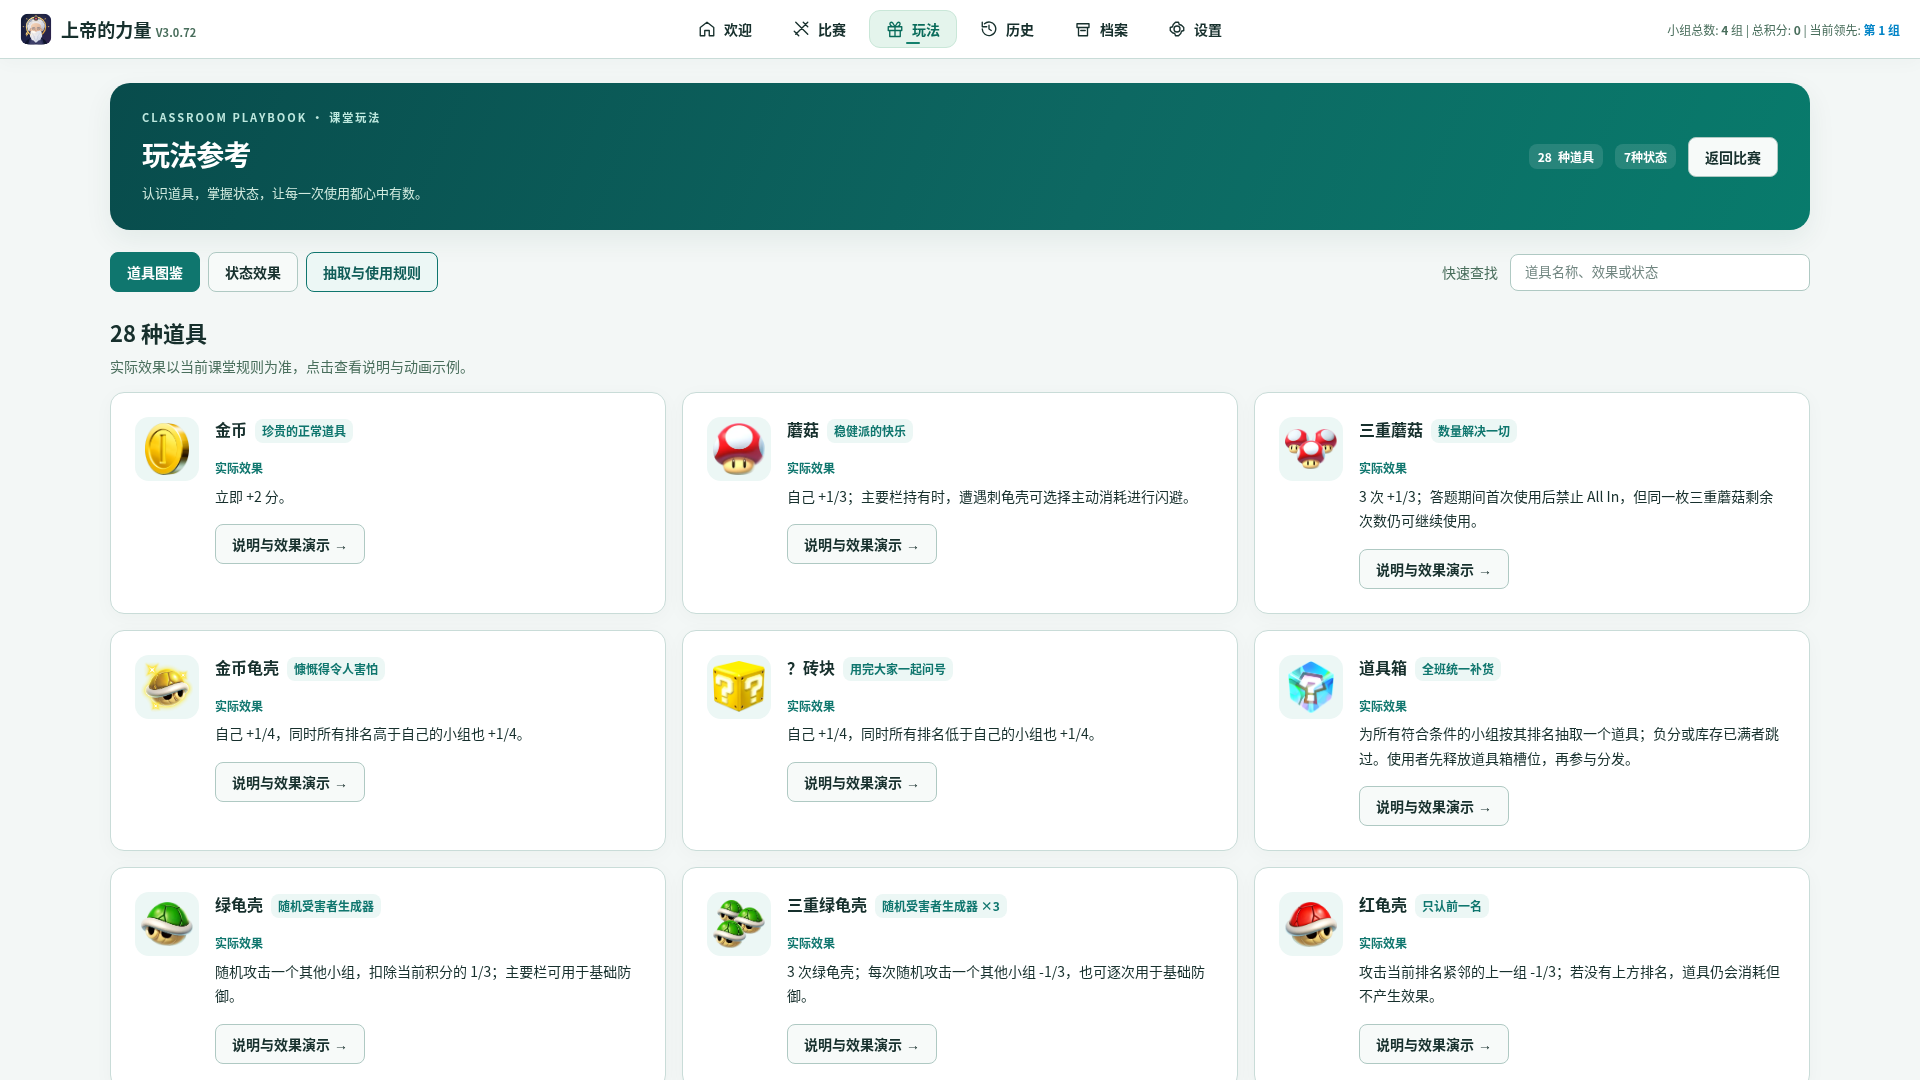 上帝的力量 V3.0.72
欢迎
比赛
玩法
历史
档案
设置
小组总数: 4 组 | 总积分: 0 | 当前领先: 第 1 组
CLASSROOM PLAYBOOK · 课堂玩法
玩法参考
认识道具，掌握状态，让每一次使用都心中有数。
28 种道具
7种状态
返回比赛
道具图鉴
状态效果
抽取与使用规则
快速查找
道具名称、效果或状态
28 种道具
实际效果以当前课堂规则为准，点击查看说明与动画示例。
金币 珍贵的正常道具
实际效果
立即 +2 分。
说明与效果演示 →
蘑菇 稳健派的快乐
实际效果
自己 +1/3；主要栏持有时，遭遇刺龟壳可选择主动消耗进行闪避。
说明与效果演示 →
三重蘑菇 数量解决一切
实际效果
3 次 +1/3；答题期间首次使用后禁止 All In，但同一枚三重蘑菇剩余
次数仍可继续使用。
说明与效果演示 →
金币龟壳 慷慨得令人害怕
实际效果
自己 +1/4，同时所有排名高于自己的小组也 +1/4。
说明与效果演示 →
？砖块 用完大家一起问号
实际效果
自己 +1/4，同时所有排名低于自己的小组也 +1/4。
说明与效果演示 →
道具箱 全班统一补货
实际效果
为所有符合条件的小组按其排名抽取一个道具；负分或库存已满者跳
过。使用者先释放道具箱槽位，再参与分发。
说明与效果演示 →
绿龟壳 随机受害者生成器
实际效果
随机攻击一个其他小组，扣除当前积分的 1/3；主要栏可用于基础防
御。
说明与效果演示 →
三重绿龟壳 随机受害者生成器 ×3
实际效果
3 次绿龟壳；每次随机攻击一个其他小组 -1/3，也可逐次用于基础防
御。
说明与效果演示 →
红龟壳 只认前一名
实际效果
攻击当前排名紧邻的上一组 -1/3；若没有上方排名，道具仍会消耗但
不产生效果。
说明与效果演示 →